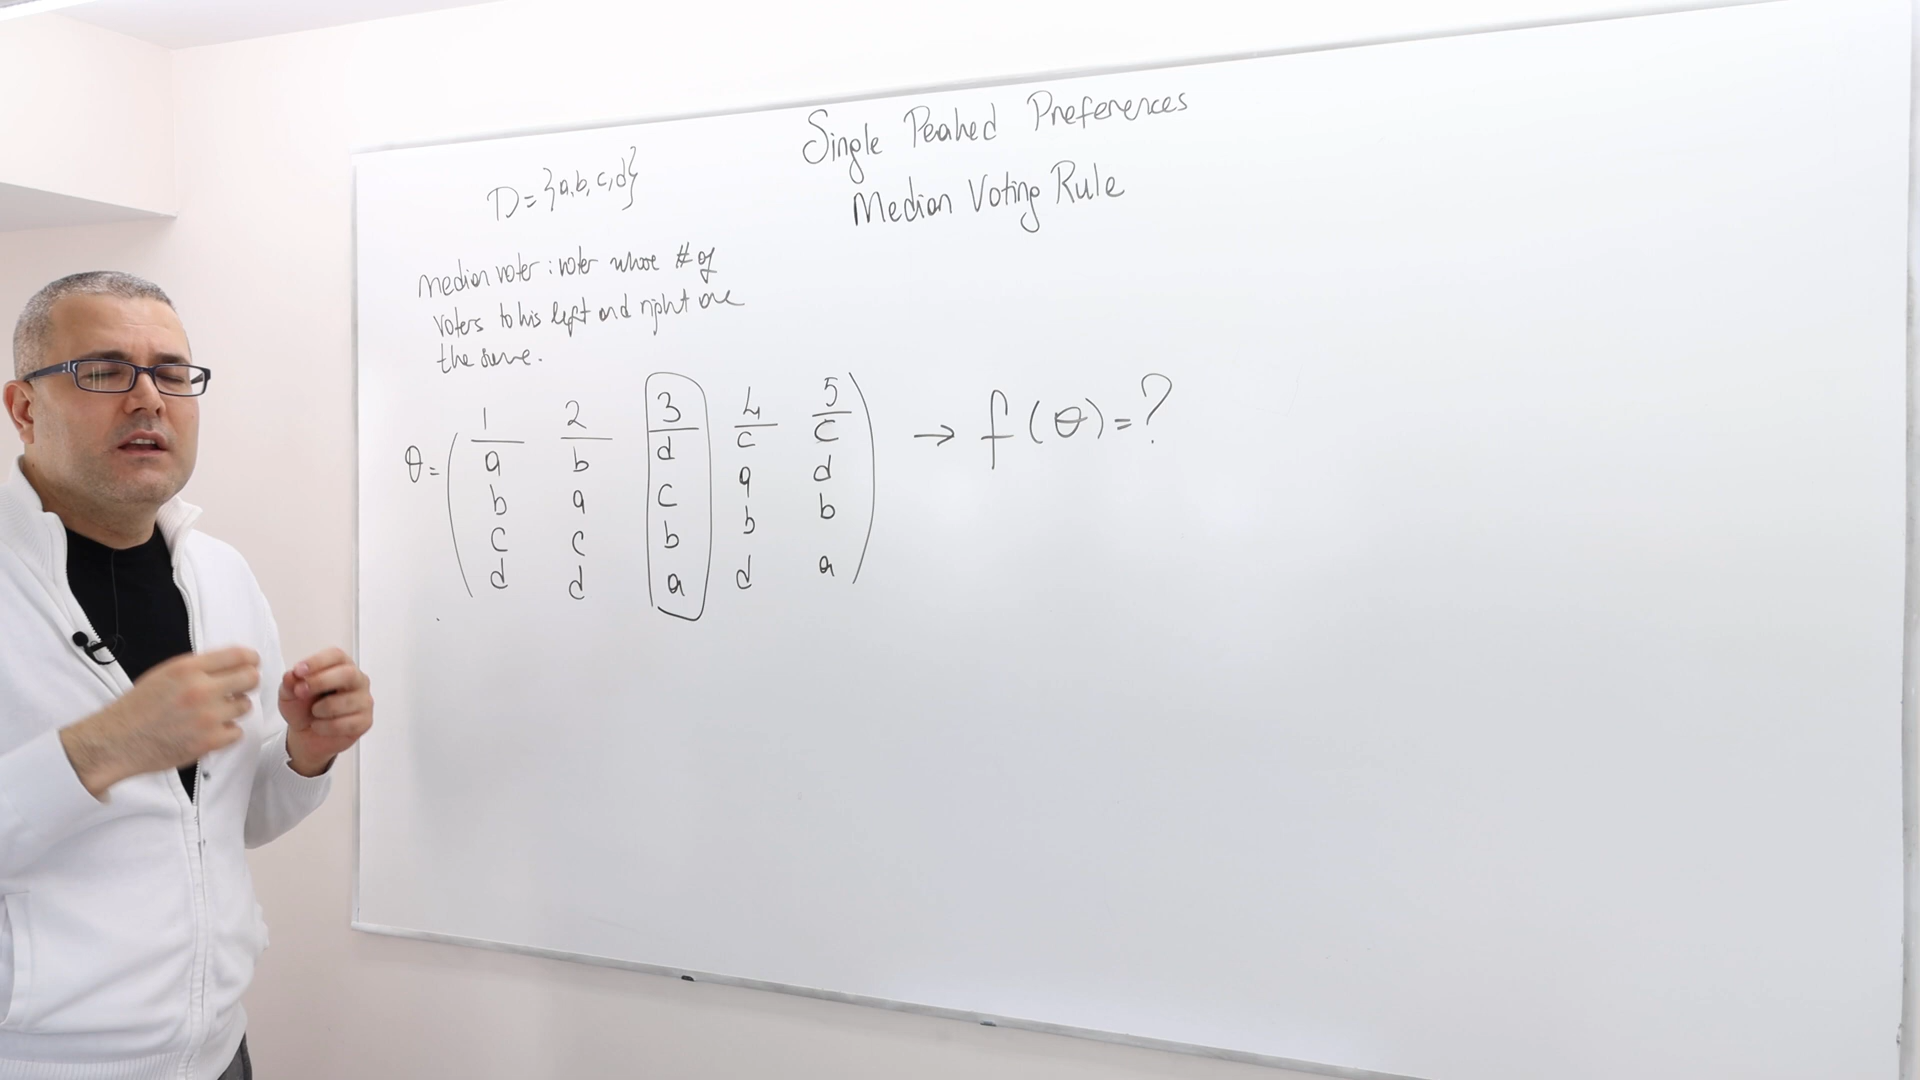 Single Peaked Preferences
Median Voting Rule
D = {a, b, c, d}
Median voter : voter whose # of
voters to his left and right are
the same.
1 2 3 4 5
θ = ( a b d c c ) → f(θ) = ?
b a c a d
c c b b b
d d a d a